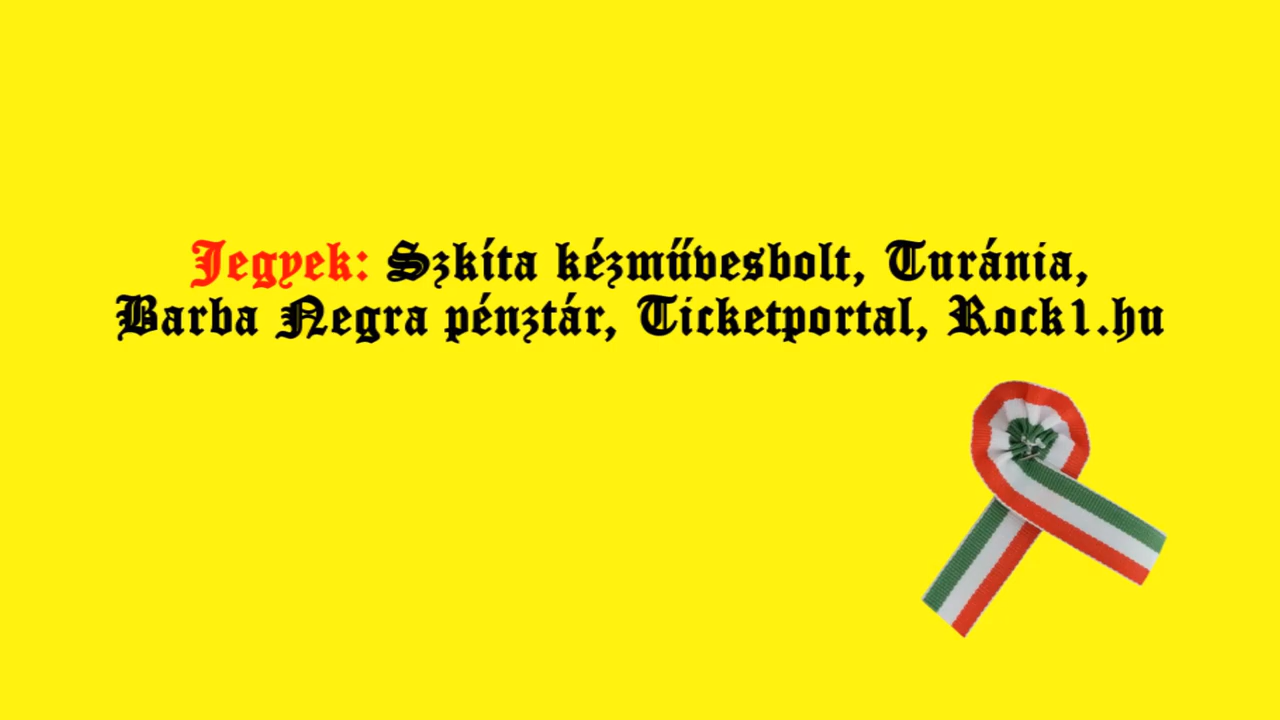 Jegyek: Szkíta kézművesbolt, Turánia,
Barba Negra pénztár, Ticketportal, Rock1.hu